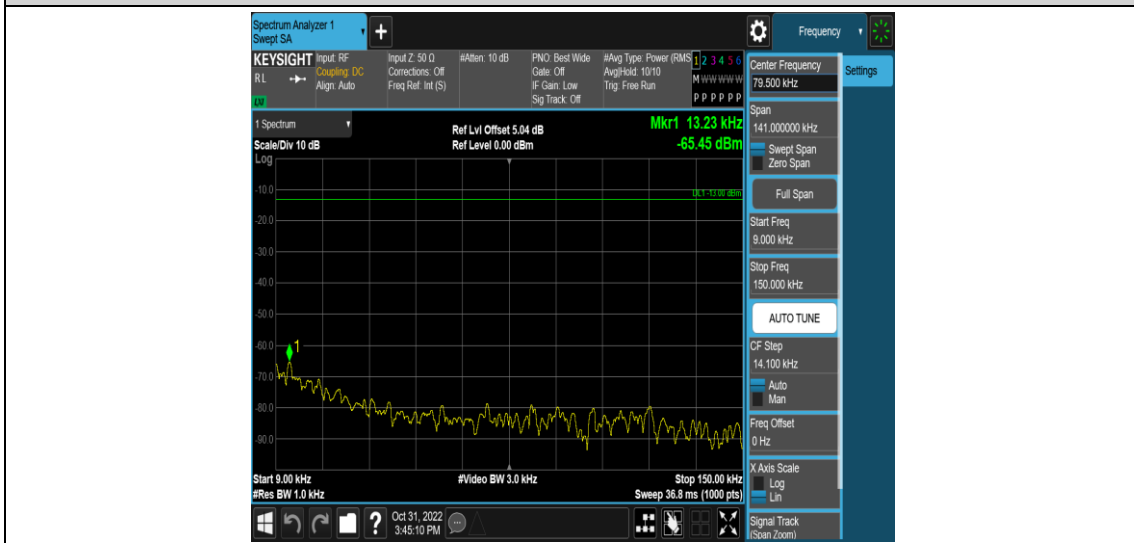 Spectrum Analyzer 1
Swept SA
+
Frequency
KEYSIGHT
RL
LXI
Input: RF
Coupling: DC
Align: Auto
Input Z: 50 Ω
Corrections: Off
Freq Ref: Int (S)
#Atten: 10 dB
PNO: Best Wide
Gate: Off
IF Gain: Low
Sig Track: Off
#Avg Type: Power (RMS
Avg|Hold: 10/10
Trig: Free Run
1 2 3 4 5 6
M W W W W W
P P P P P P
1 Spectrum
Scale/Div 10 dB
Ref Lvl Offset 5.04 dB
Ref Level 0.00 dBm
Mkr1 13.23 kHz
-65.45 dBm
Log
DL1 -13.00 dBm
-10.0
-20.0
-30.0
-40.0
-50.0
-60.0
1
-70.0
-80.0
-90.0
Start 9.00 kHz
#Res BW 1.0 kHz
#Video BW 3.0 kHz
Stop 150.00 kHz
Sweep 36.8 ms (1000 pts)
Oct 31, 2022
3:45:10 PM
?
Center Frequency
79.500 kHz
Settings
Span
141.000000 kHz
Swept Span
Zero Span
Full Span
Start Freq
9.000 kHz
Stop Freq
150.000 kHz
AUTO TUNE
CF Step
14.100 kHz
Auto
Man
Freq Offset
0 Hz
X Axis Scale
Log
Lin
Signal Track
(Span Zoom)